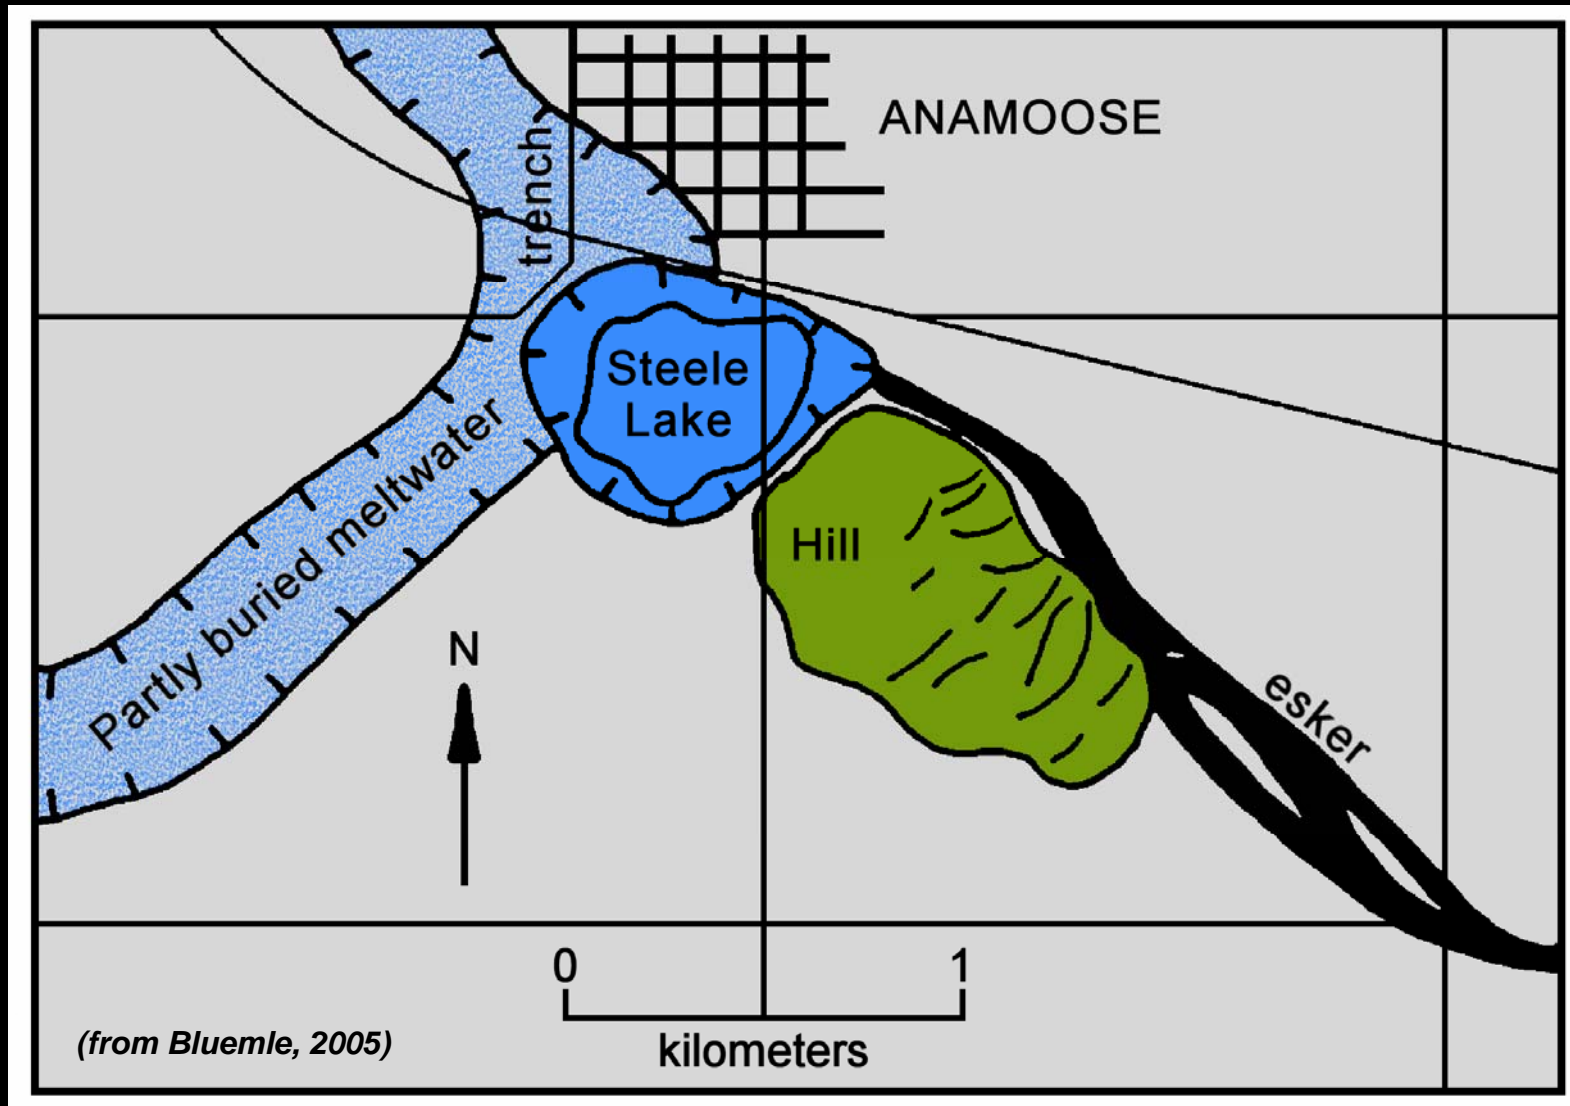 ANAMOOSE
trench
Steele
Lake
Partly buried meltwater
Hill
N
esker
0 1
kilometers
(from Bluemle, 2005)